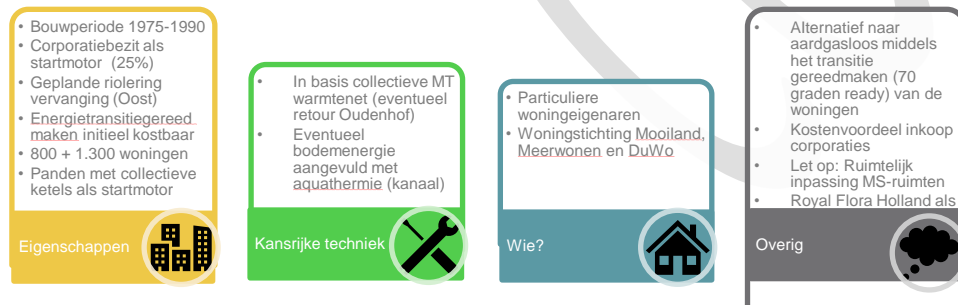 • Bouwperiode 1975-1990
• Corporatiebezit als
startmotor (25%)
• Geplande riolering
vervanging (Oost)
• Energietransitiegereed
maken initieel kostbaar
• 800 + 1.300 woningen
• Panden met collectieve
ketels als startmotor
Eigenschappen
• In basis collectieve MT
warmtenet (eventueel
retour Oudenhof)
• Eventueel
bodemenergie
aangevuld met
aquathermie (kanaal)
Kansrijke techniek
• Particuliere
woningeigenaren
• Woningstichting Mooiland,
Meerwonen en DuWo
Wie?
• Alternatief naar
aardgasloos middels
het transitie
gereedmaken (70
graden ready) van de
woningen
• Kostenvoordeel inkoop
corporaties
• Let op: Ruimtelijk
inpassing MS-ruimten
• Royal Flora Holland als
Overig